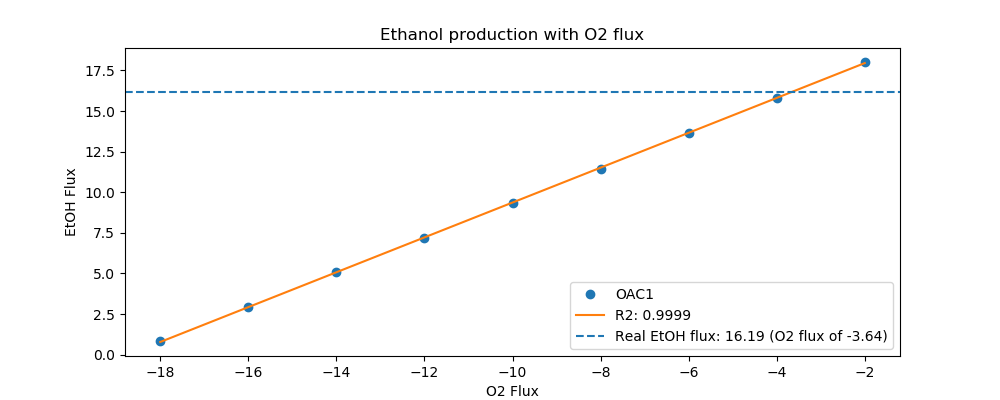 Ethanol production with O2 flux
17.5
15.0
12.5
10.0
7.5
5.0
2.5
0.0
EtOH Flux
OAC1
R2: 0.9999
Real EtOH flux: 16.19 (O2 flux of -3.64)
−18 −16 −14 −12 −10 −8 −6 −4 −2
O2 Flux